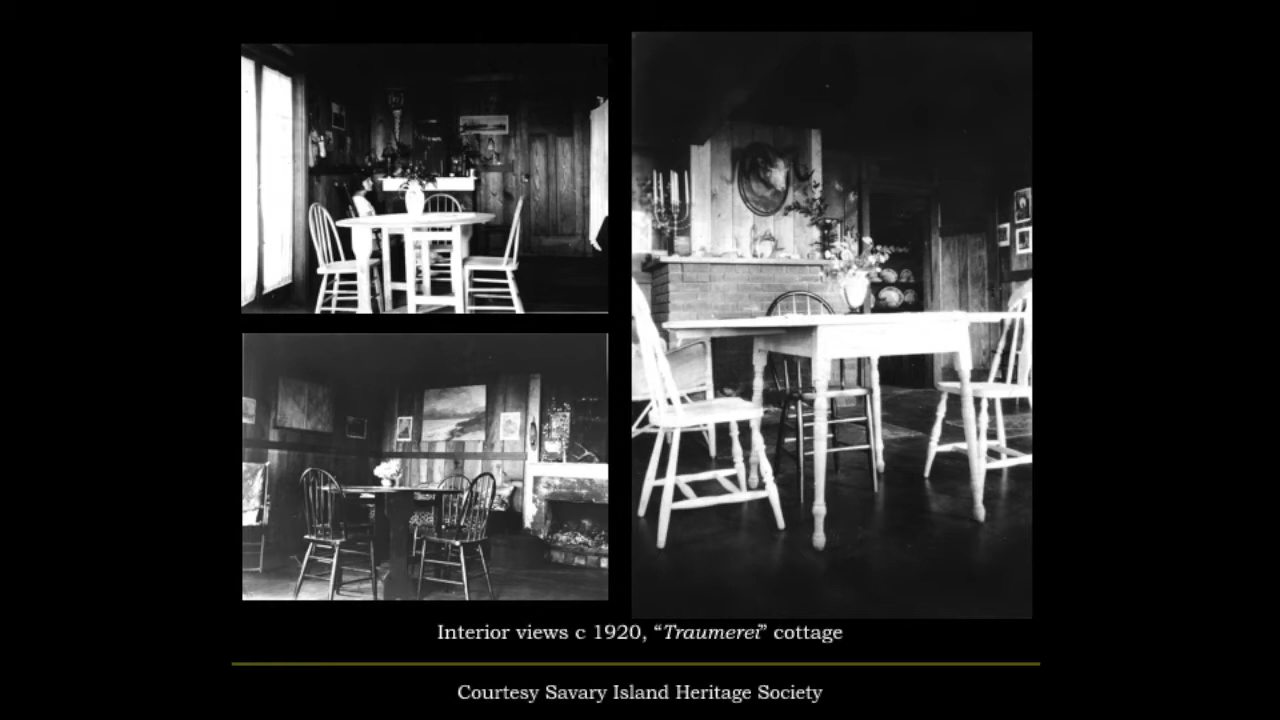 Interior views c 1920, “Traumerei” cottage
Courtesy Savary Island Heritage Society